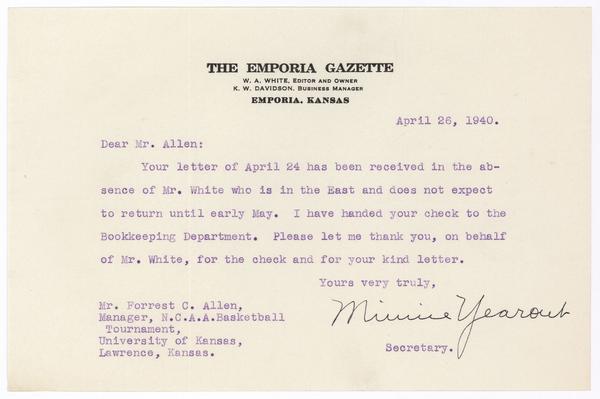 THE EMPORIA GAZETTE
W. A. WHITE, EDITOR AND OWNER
K. W. DAVIDSON, BUSINESS MANAGER
EMPORIA, KANSAS
April 26, 1940.
Dear Mr. Allen:
Your letter of April 24 has been received in the ab-
sence of Mr. White who is in the East and does not expect
to return until early May. I have handed your check to the
Bookkeeping Department. Please let me thank you, on behalf
of Mr. White, for the check and for your kind letter.
Yours very truly,
Minnie Yearout
Secretary.
Mr. Forrest C. Allen,
Manager, N.C.A.A.Basketball
Tournament,
University of Kansas,
Lawrence, Kansas.